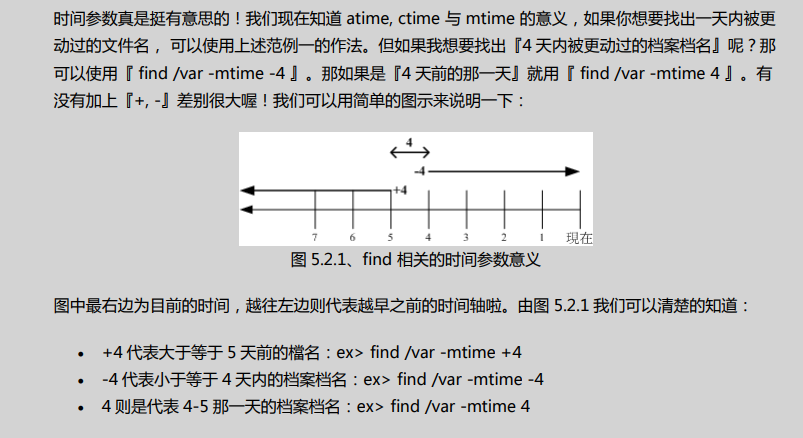 时间参数真是挺有意思的！我们现在知道 atime, ctime 与 mtime 的意义，如果你想要找出一天内被更
动过的文件名， 可以使用上述范例一的作法。但如果我想要找出『4 天内被更动过的档案档名』呢？那
可以使用『 find /var -mtime -4 』。那如果是『4 天前的那一天』就用『 find /var -mtime 4 』。有
没有加上『+, -』差别很大喔！我们可以用简单的图示来说明一下：
4
-4
+4
7 6 5 4 3 2 1 現在
图 5.2.1、find 相关的时间参数意义
图中最右边为目前的时间，越往左边则代表越早之前的时间轴啦。由图 5.2.1 我们可以清楚的知道：
• +4 代表大于等于 5 天前的檔名：ex> find /var -mtime +4
• -4 代表小于等于 4 天内的档案档名：ex> find /var -mtime -4
• 4 则是代表 4-5 那一天的档案档名：ex> find /var -mtime 4